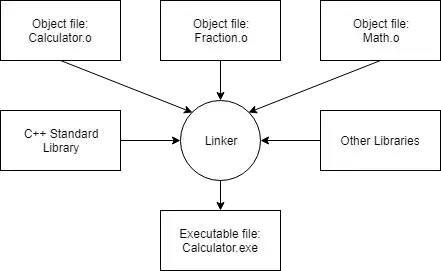 Object file:
Calculator.o
Object file:
Fraction.o
Object file:
Math.o
C++ Standard
Library
Linker
Other Libraries
Executable file:
Calculator.exe